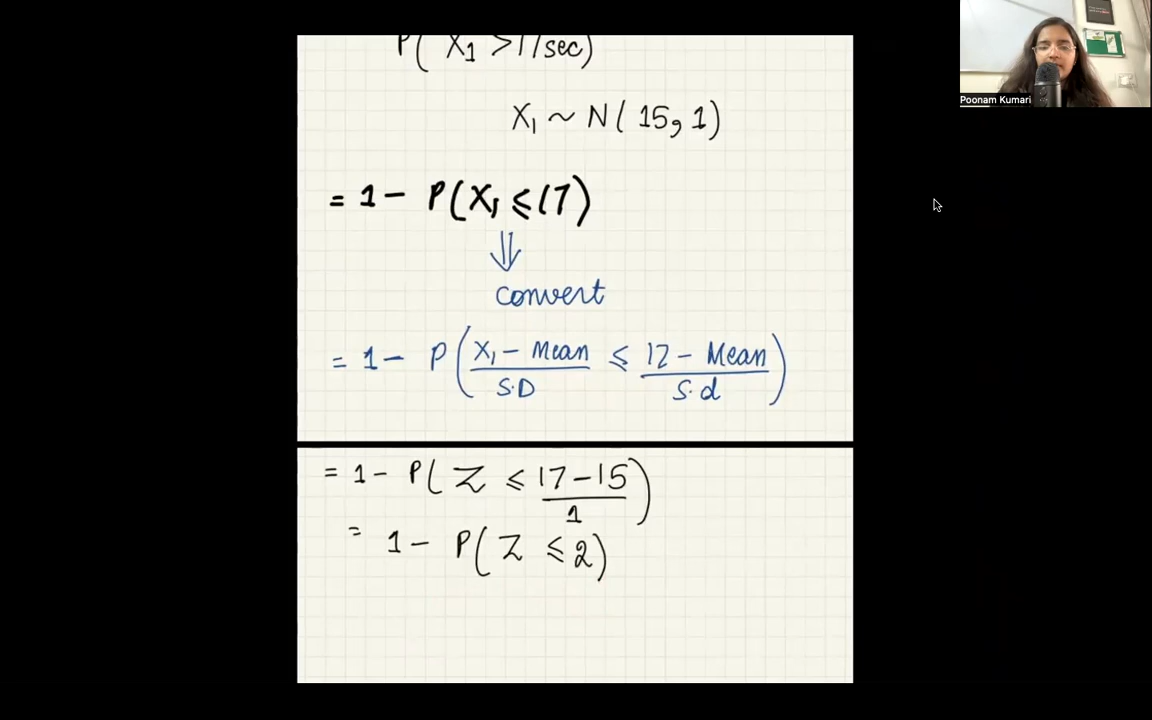 P( X1 > 17/sec)
X1 ~ N( 15, 1)
= 1 - P(X1 ≤ 17)
⇓
convert
= 1 - P( X1 - Mean / S.D ≤ 12 - Mean / S.d )
= 1 - P( Z ≤ 17-15 / 1 )
= 1 - P( Z ≤ 2)
Poonam Kumari